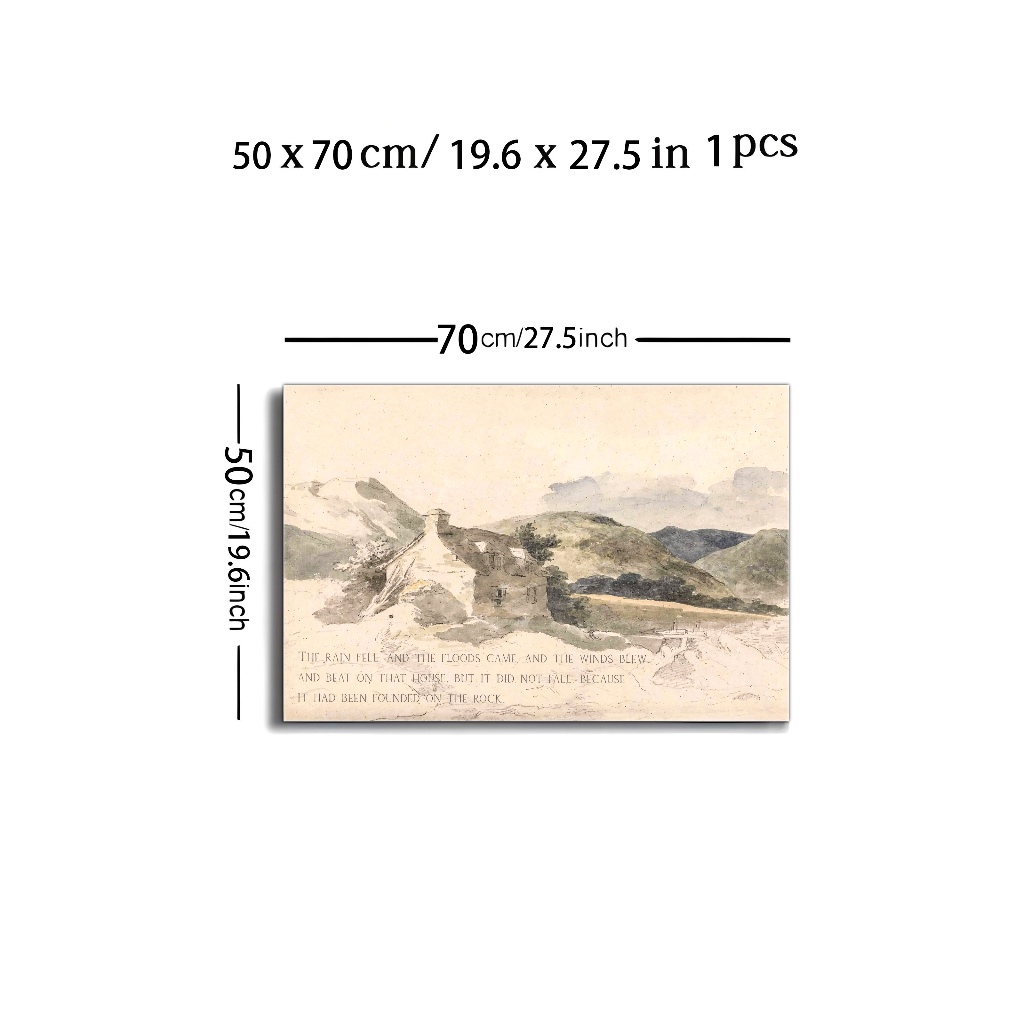 50 x 70 cm/ 19.6 x 27.5 in 1 pcs
70cm/27.5inch
50cm/19.6inch
THE RAIN FELL AND THE FLOODS CAME, AND THE WINDS BLEW
AND BEAT ON THAT HOUSE, BUT IT DID NOT FALL-BECAUSE
IT HAD BEEN FOUNDED ON THE ROCK.